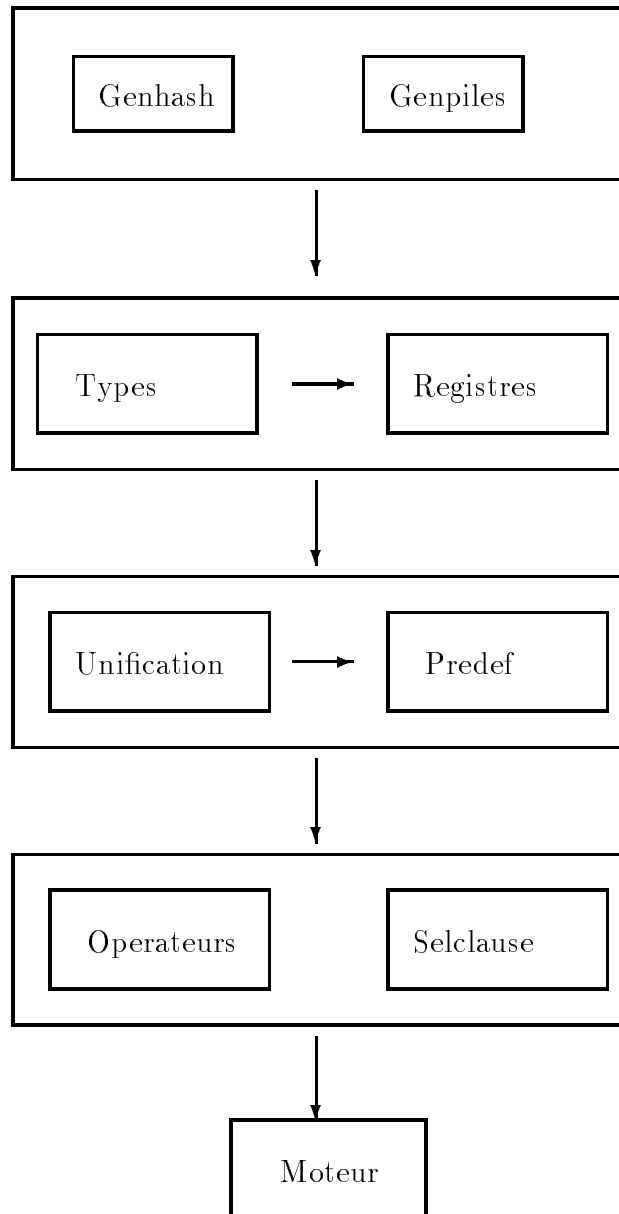 Genhash Genpiles
Types Registres
Unification Predef
Operateurs Selclause
Moteur